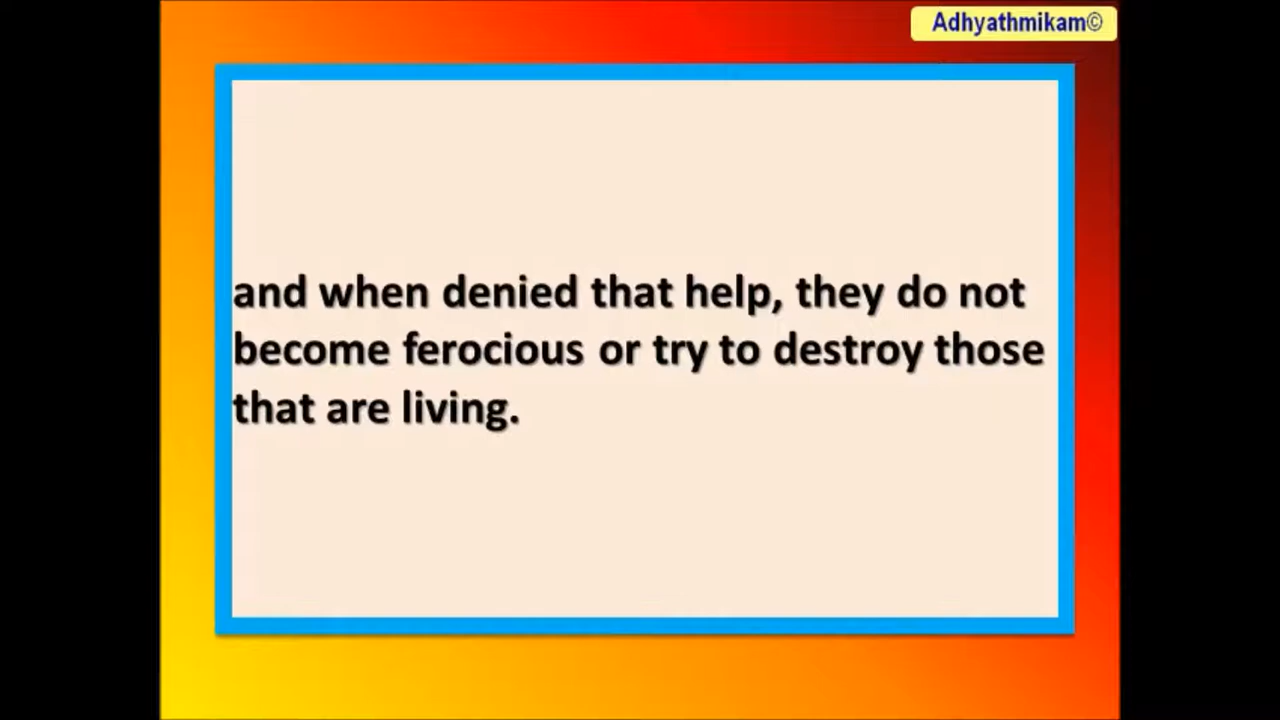 Adhyathmikam©
and when denied that help, they do not
become ferocious or try to destroy those
that are living.